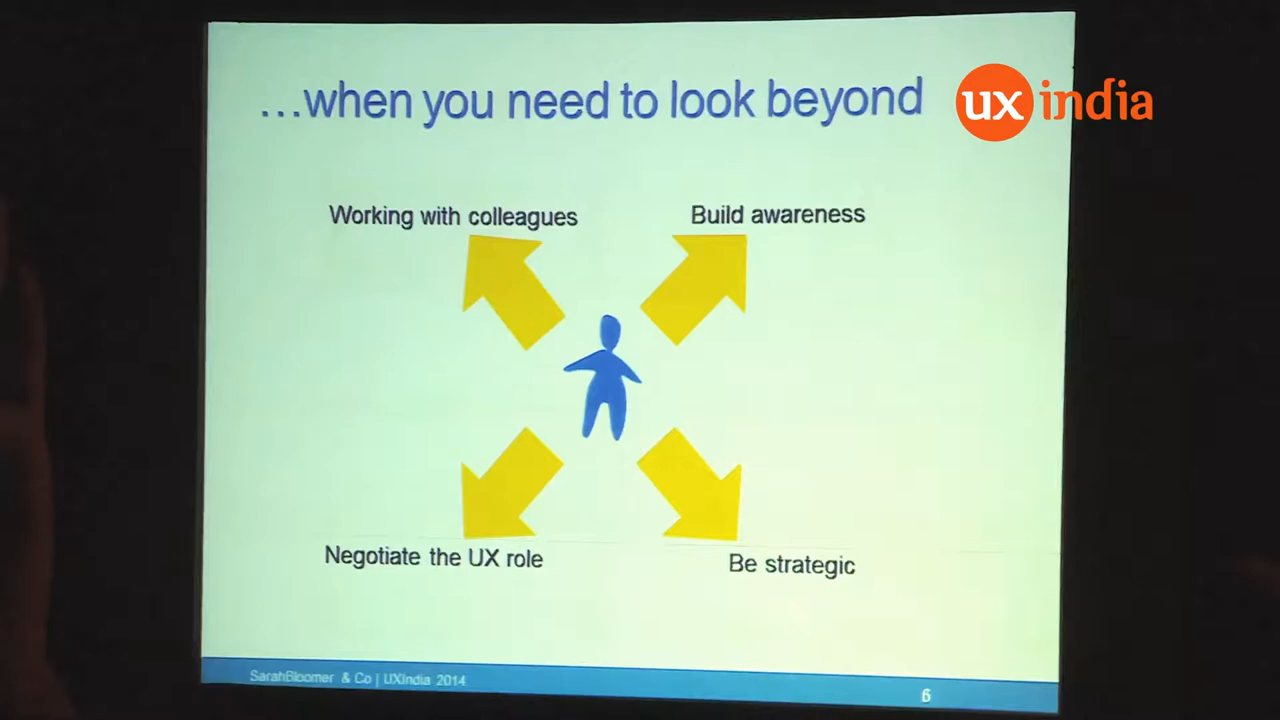 ...when you need to look beyond
ux india
Working with colleagues
Build awareness
Negotiate the UX role
Be strategic
SarahBloomer & Co | UXIndia 2014
6